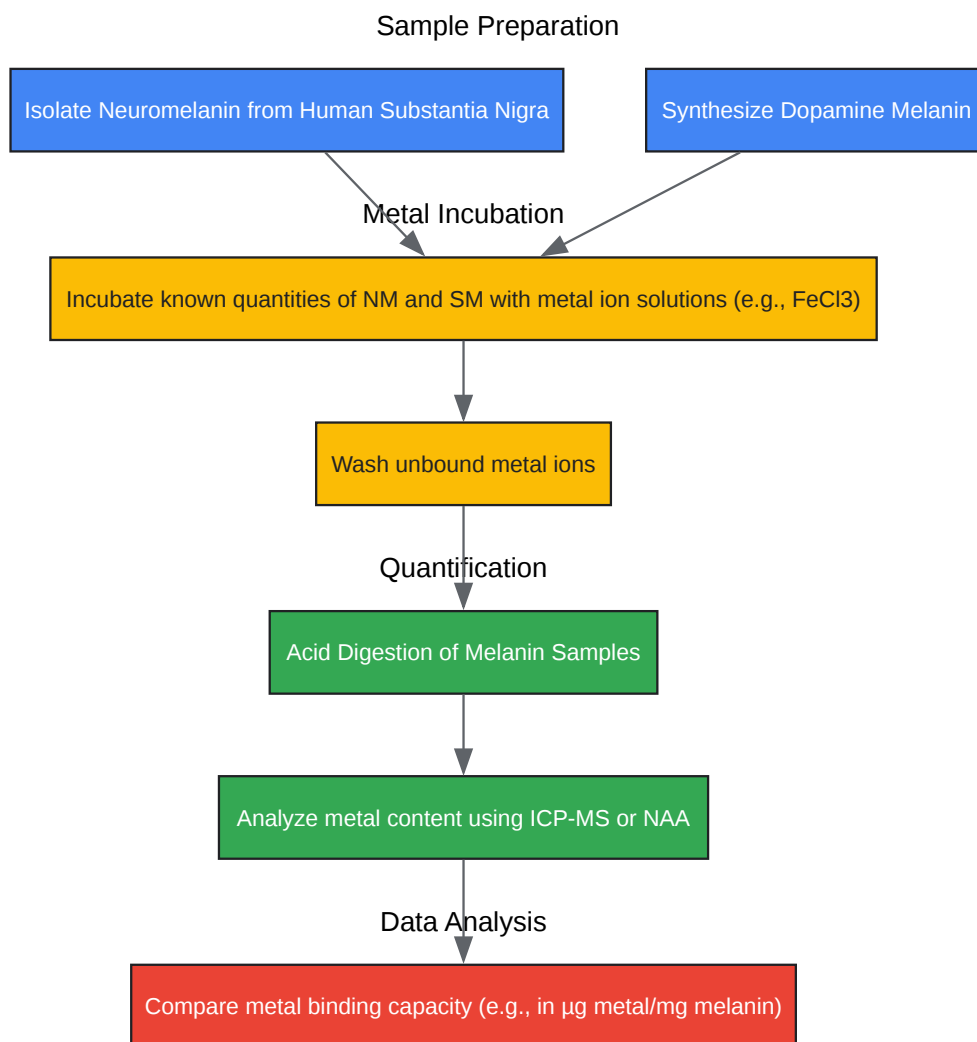 Sample Preparation
Isolate Neuromelanin from Human Substantia Nigra
Synthesize Dopamine Melanin
Metal Incubation
Incubate known quantities of NM and SM with metal ion solutions (e.g., FeCl3)
Wash unbound metal ions
Quantification
Acid Digestion of Melanin Samples
Analyze metal content using ICP-MS or NAA
Data Analysis
Compare metal binding capacity (e.g., in µg metal/mg melanin)